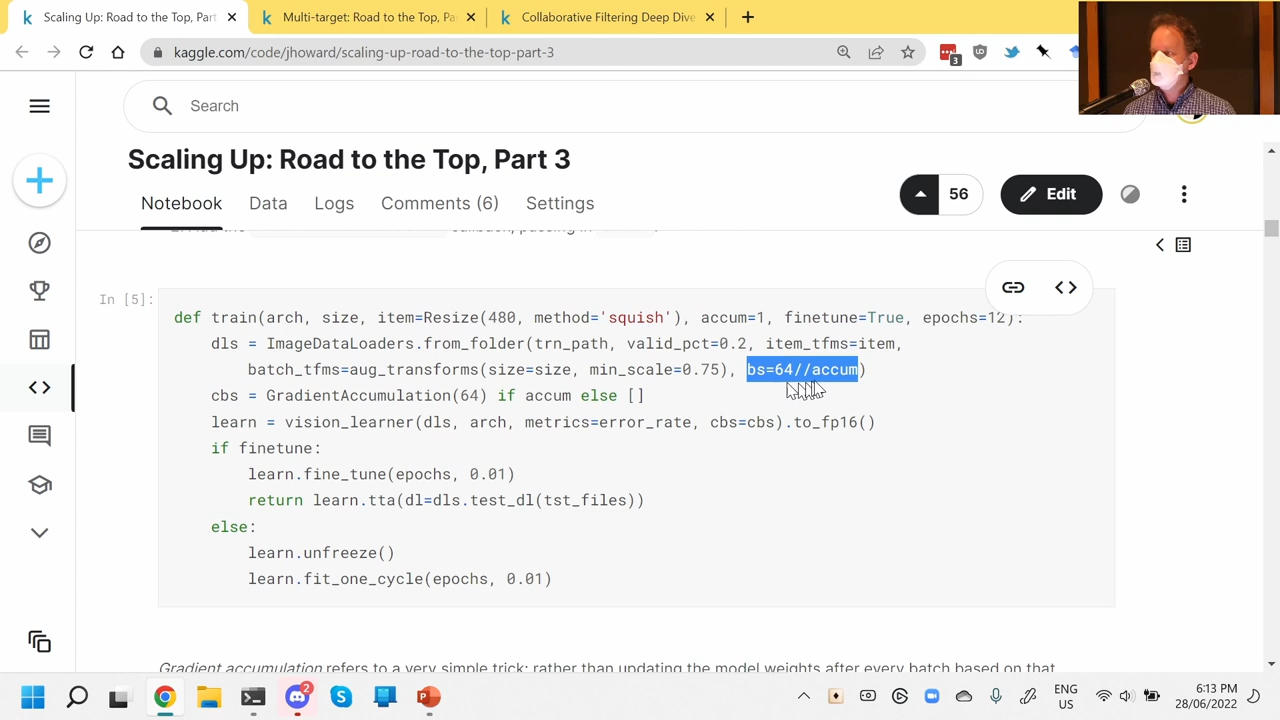 Scaling Up: Road to the Top, Part
Multi-target: Road to the Top, Pa
Collaborative Filtering Deep Dive
kaggle.com/code/jhoward/scaling-up-road-to-the-top-part-3
3
Search
Scaling Up: Road to the Top, Part 3
Notebook
Data
Logs
Comments (6)
Settings
56
Edit
In [5]:
def train(arch, size, item=Resize(480, method='squish'), accum=1, finetune=True, epochs=12):
dls = ImageDataLoaders.from_folder(trn_path, valid_pct=0.2, item_tfms=item,
batch_tfms=aug_transforms(size=size, min_scale=0.75), bs=64//accum)
cbs = GradientAccumulation(64) if accum else []
learn = vision_learner(dls, arch, metrics=error_rate, cbs=cbs).to_fp16()
if finetune:
learn.fine_tune(epochs, 0.01)
return learn.tta(dl=dls.test_dl(tst_files))
else:
learn.unfreeze()
learn.fit_one_cycle(epochs, 0.01)
Gradient accumulation refers to a very simple trick: rather than updating the model weights after every batch based on that
2
ENG
US
6:13 PM
28/06/2022